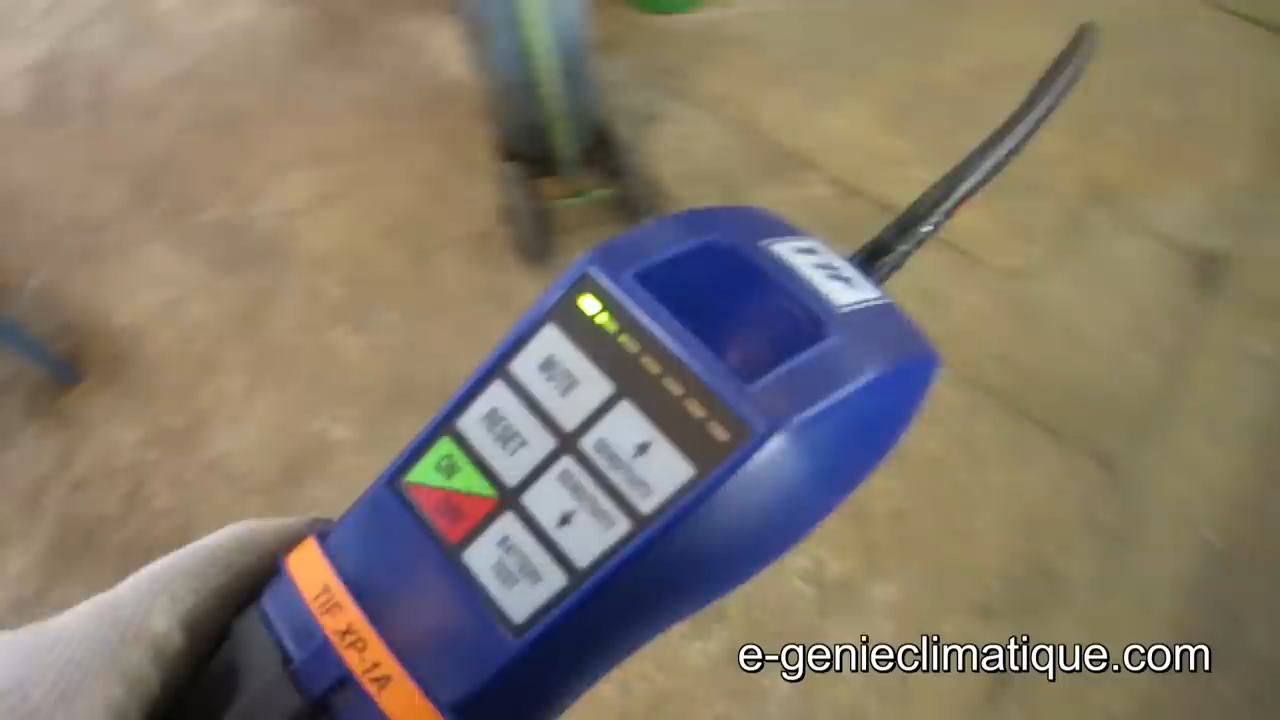 TIF
MUTE
RESET
SENSITIVITY
ON
OFF
SENSITIVITY
BATTERY
TEST
TIF XP-1A
e-genieclimatique.com